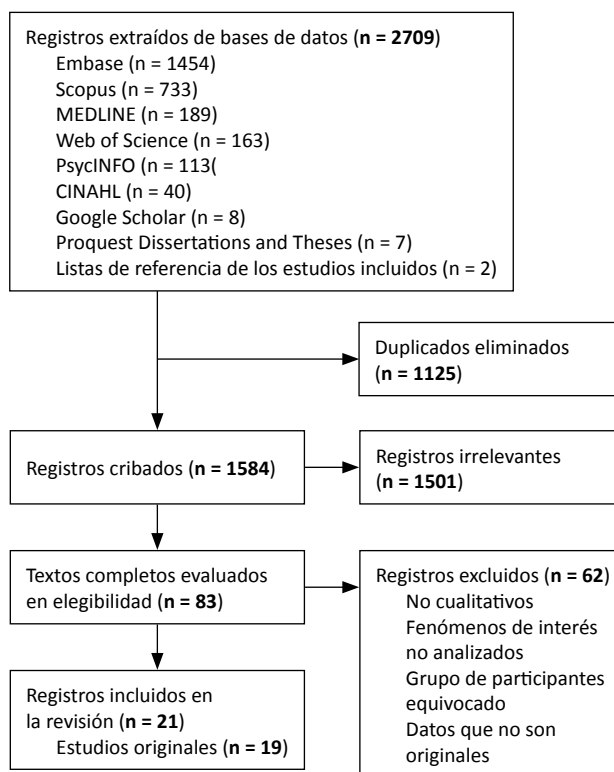 Registros extraídos de bases de datos (n = 2709)
Embase (n = 1454)
Scopus (n = 733)
MEDLINE (n = 189)
Web of Science (n = 163)
PsycINFO (n = 113(
CINAHL (n = 40)
Google Scholar (n = 8)
Proquest Dissertations and Theses (n = 7)
Listas de referencia de los estudios incluidos (n = 2)
Duplicados eliminados
(n = 1125)
Registros cribados (n = 1584)
Registros irrelevantes
(n = 1501)
Textos completos evaluados
en elegibilidad (n = 83)
Registros excluidos (n = 62)
No cualitativos
Fenómenos de interés
no analizados
Grupo de participantes
equivocado
Datos que no son
originales
Registros incluidos en
la revisión (n = 21)
Estudios originales (n = 19)